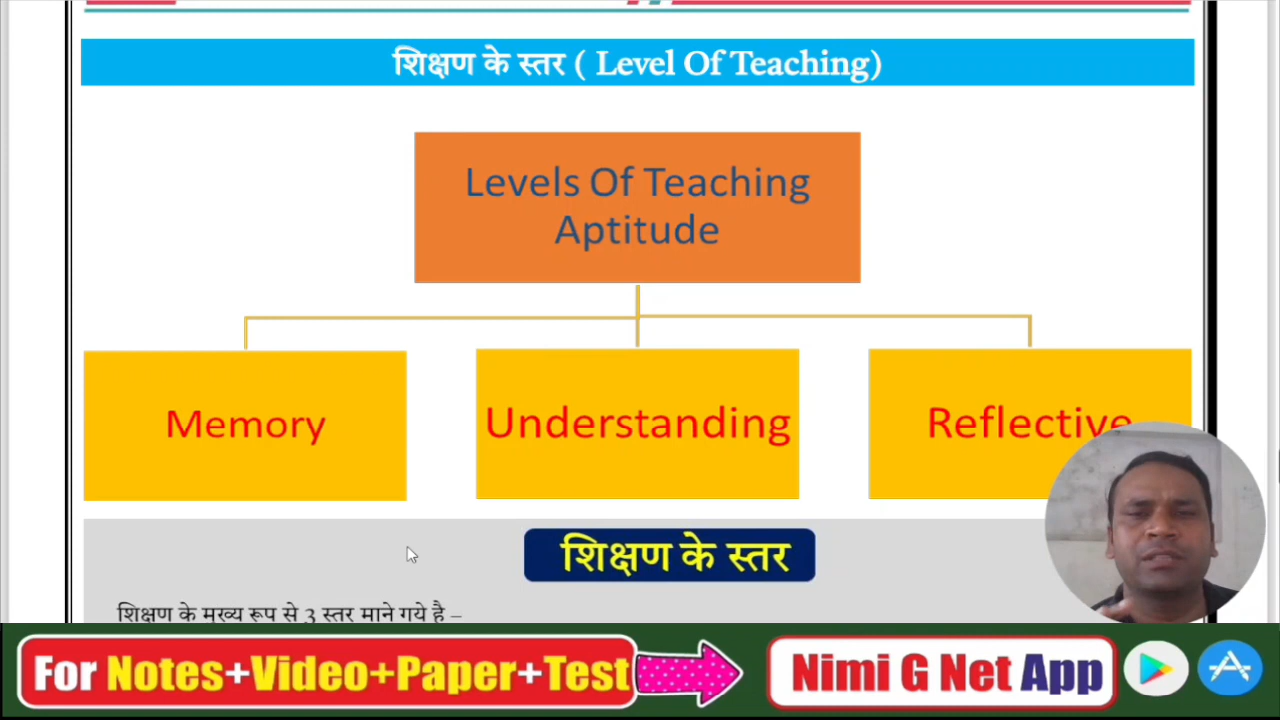 शिक्षण के स्तर ( Level Of Teaching)
Levels Of Teaching
Aptitude
Memory
Understanding
Reflective
शिक्षण के स्तर
शिक्षण के मुख्य रूप से 3 स्तर माने गये है –
For Notes+Video+Paper+Test
Nimi G Net App